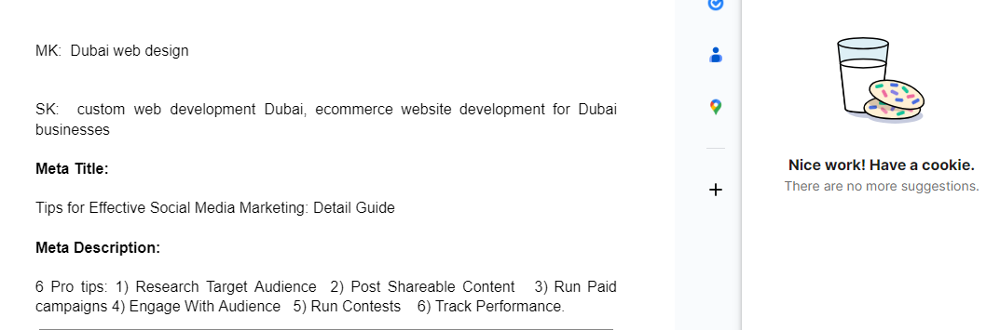 MK: Dubai web design
SK: custom web development Dubai, ecommerce website development for Dubai
businesses
Meta Title:
Tips for Effective Social Media Marketing: Detail Guide
Meta Description:
6 Pro tips: 1) Research Target Audience 2) Post Shareable Content 3) Run Paid
campaigns 4) Engage With Audience 5) Run Contests 6) Track Performance.
Nice work! Have a cookie.
There are no more suggestions.